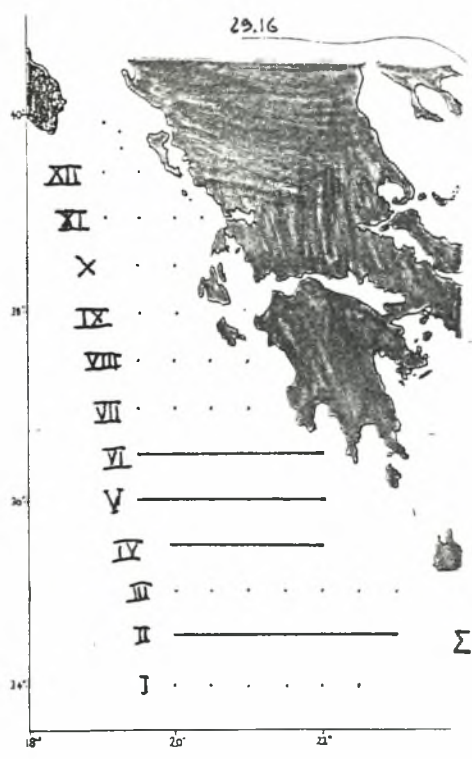 29.16
40°
XII
XI
X
38°
IX
VIII
VII
VI
V
36°
IV
III
II
Σ
I
34°
18° 20° 22°